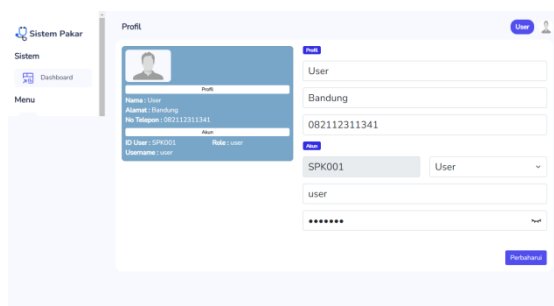 Sistem Pakar
Sistem
Dashboard
Menu
Profil
User
Profil
Nama : User
Alamat : Bandung
No Telepon : 082112311341
Akun
ID User : SPK001 Role : user
Username : user
Profil
User
Bandung
082112311341
Akun
SPK001 User
user
•••••••
Perbaharui